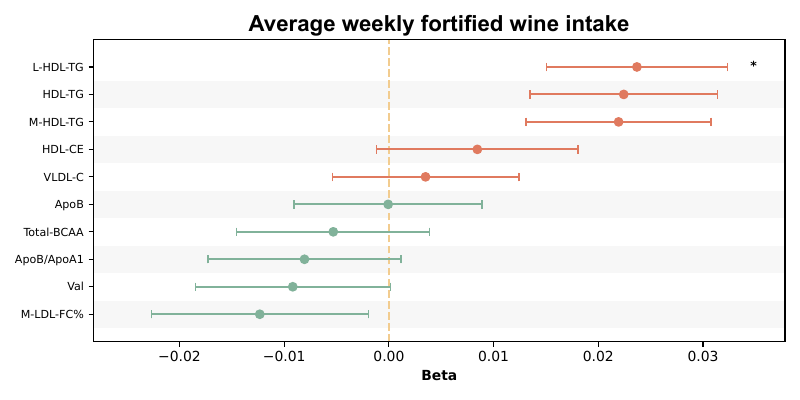 Average weekly fortified wine intake
L-HDL-TG
*
HDL-TG
M-HDL-TG
HDL-CE
VLDL-C
ApoB
Total-BCAA
ApoB/ApoA1
Val
M-LDL-FC%
−0.02 −0.01 0.00 0.01 0.02 0.03
Beta